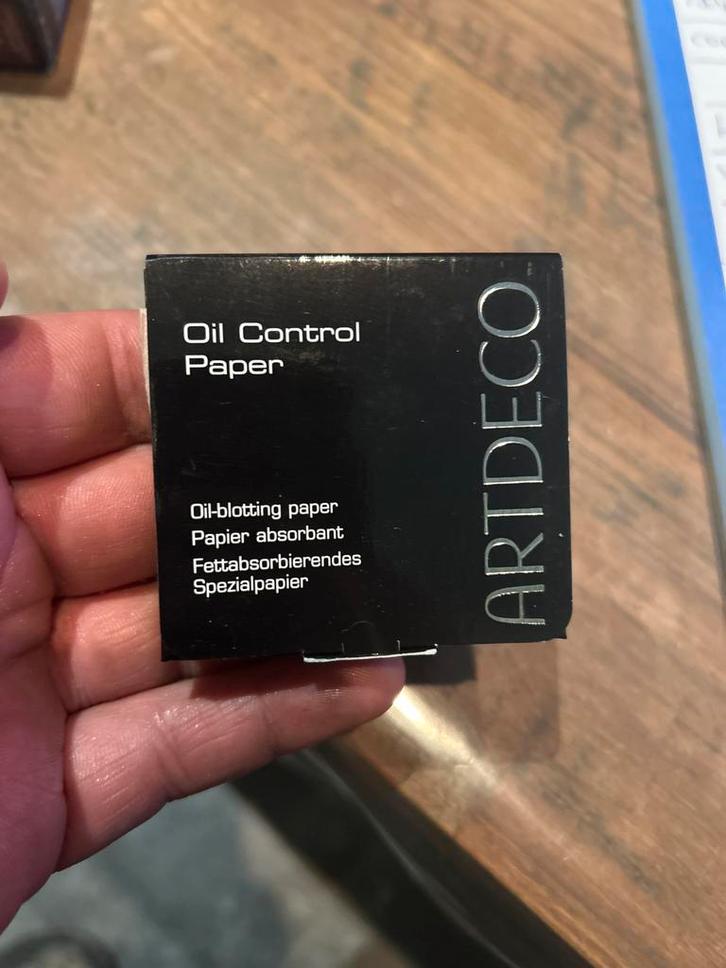 Oil Control
Paper
Oil-blotting paper
Papier absorbant
Fettabsorbierendes
Spezialpapier
ARTDECO